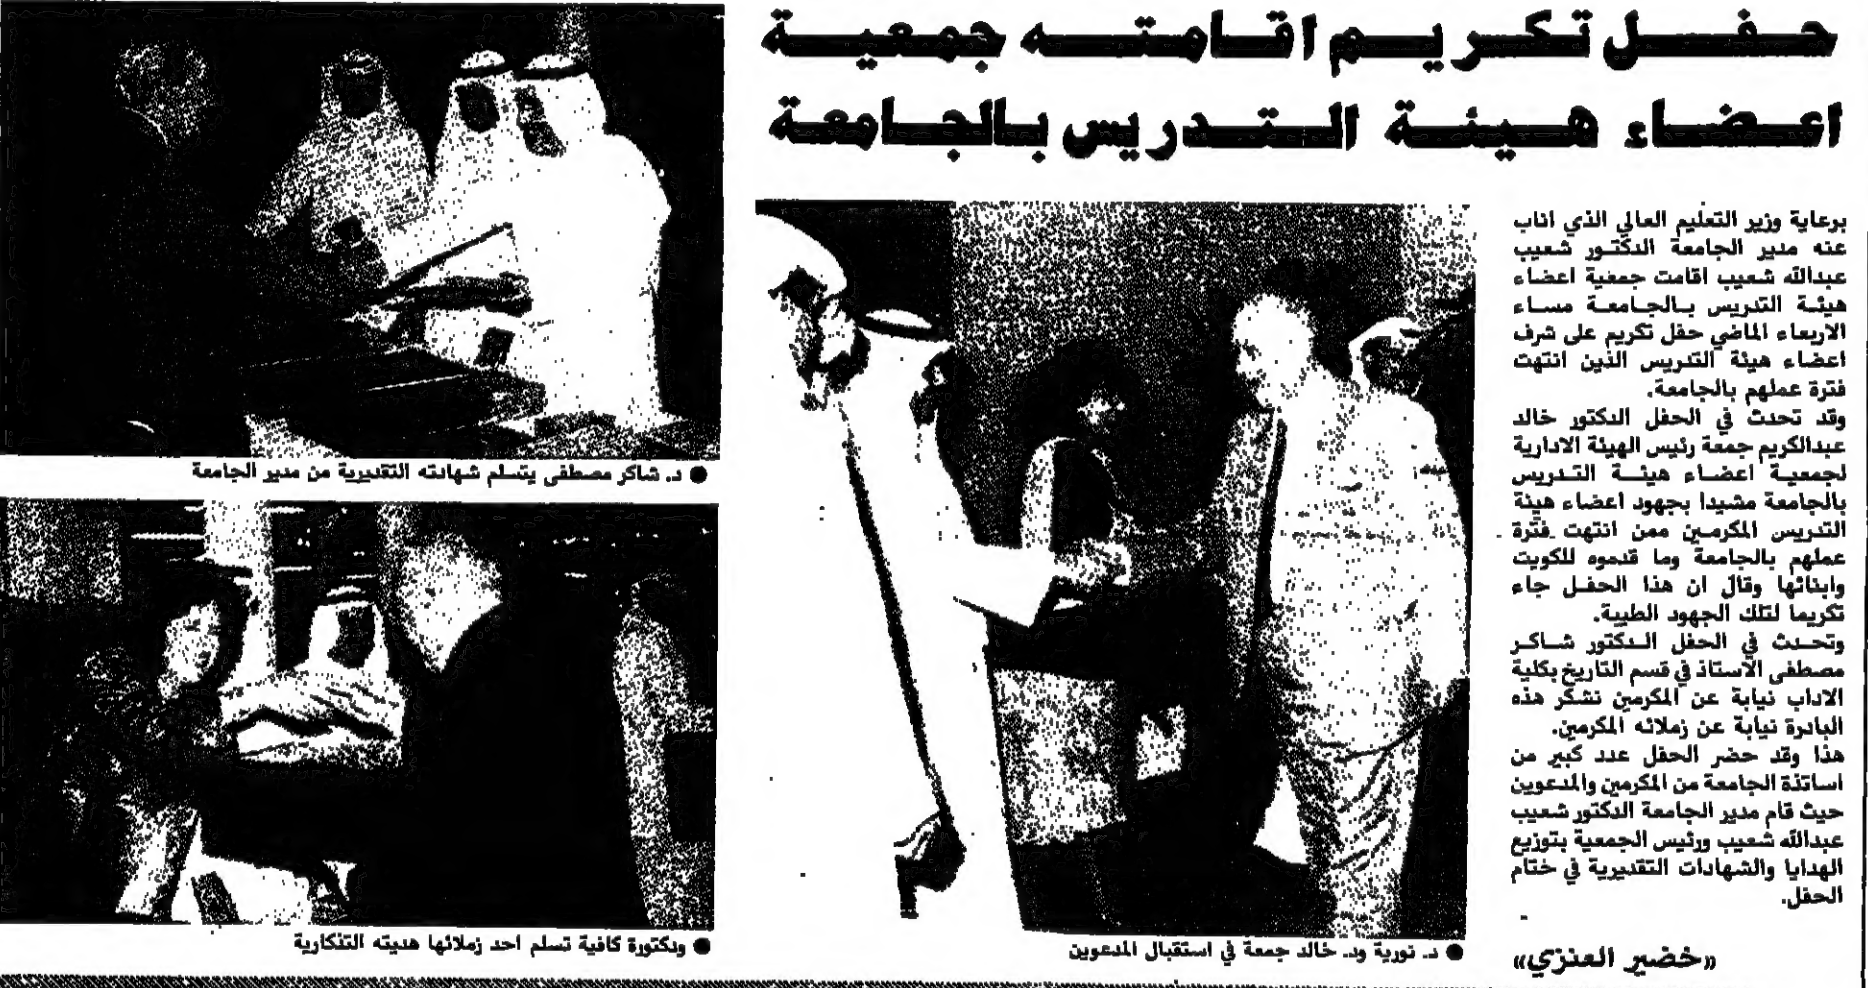 حفل تكريم اقامته جمعية
اعضاء هيئة التدريس بالجامعة
برعاية وزير التعليم العالي الذي اناب
عنه مدير الجامعة الدكتور شعيب
عبدالله شعيب اقامت جمعية اعضاء
هيئة التدريس بالجامعة مساء
الاربعاء الماضي حفل تكريم على شرف
اعضاء هيئة التدريس الذين انتهت
فترة عملهم بالجامعة.
وقد تحدث في الحفل الدكتور خالد
عبدالكريم جمعة رئيس الهيئة الادارية
لجمعية اعضاء هيئة التدريس
بالجامعة مشيدا بجهود اعضاء هيئة
التدريس المكرمين ممن انتهت فترة
عملهم بالجامعة وما قدموه للكويت
وابنائها وقال ان هذا الحفل جاء
تكريما لتلك الجهود الطيبة.
وتحدث في الحفل الدكتور شاكر
مصطفى الاستاذ في قسم التاريخ بكلية
الاداب نيابة عن المكرمين نشكر هذه
البادرة نيابة عن زملائه المكرمين.
هذا وقد حضر الحفل عدد كبير من
اساتذة الجامعة من المكرمين والمدعوين
حيث قام مدير الجامعة الدكتور شعيب
عبدالله شعيب ورئيس الجمعية بتوزيع
الهدايا والشهادات التقديرية في ختام
الحفل.
«خضير العنزي»
● د. نورية ود. خالد جمعة في استقبال المدعوين
● د. شاكر مصطفى يتسلم شهادته التقديرية من مدير الجامعة
● ودكتورة كافية تسلم احد زملائها هديته التذكارية